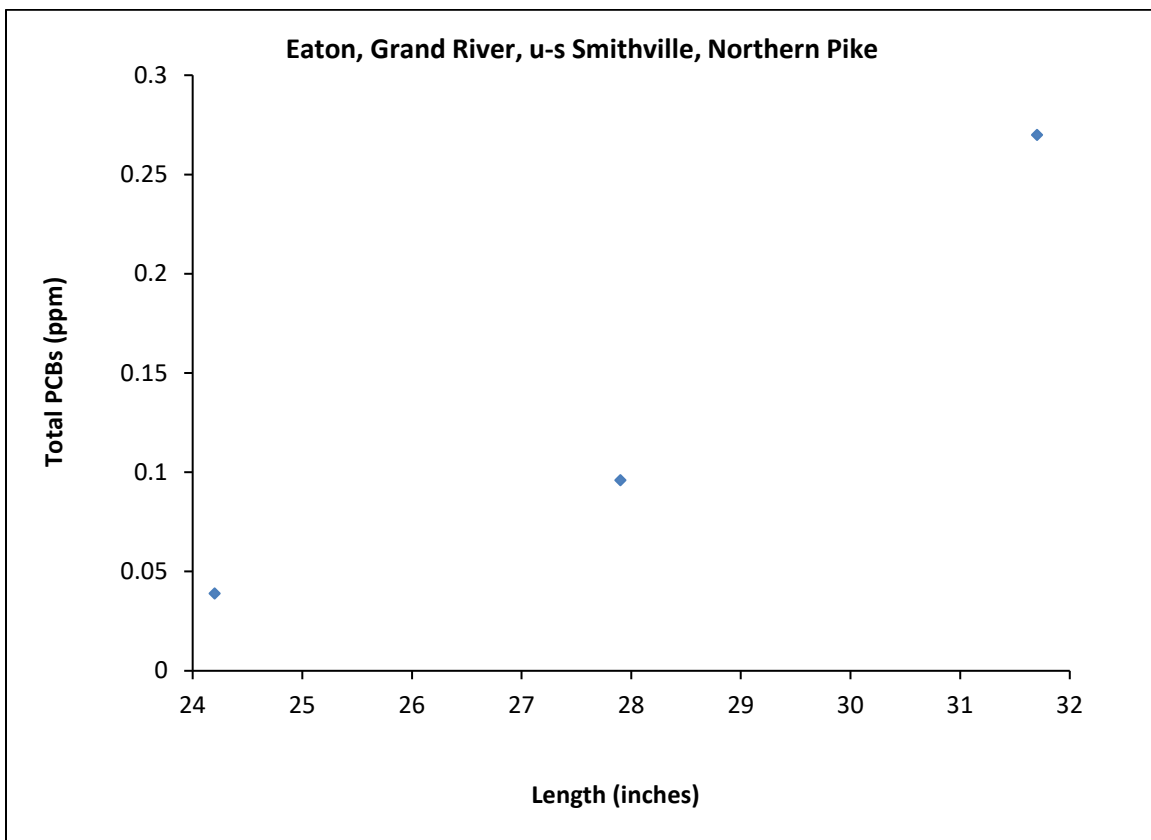 Eaton, Grand River, u-s Smithville, Northern Pike
0.3
0.25
0.2
0.15
0.1
0.05
0
Total PCBs (ppm)
24 25 26 27 28 29 30 31 32
Length (inches)